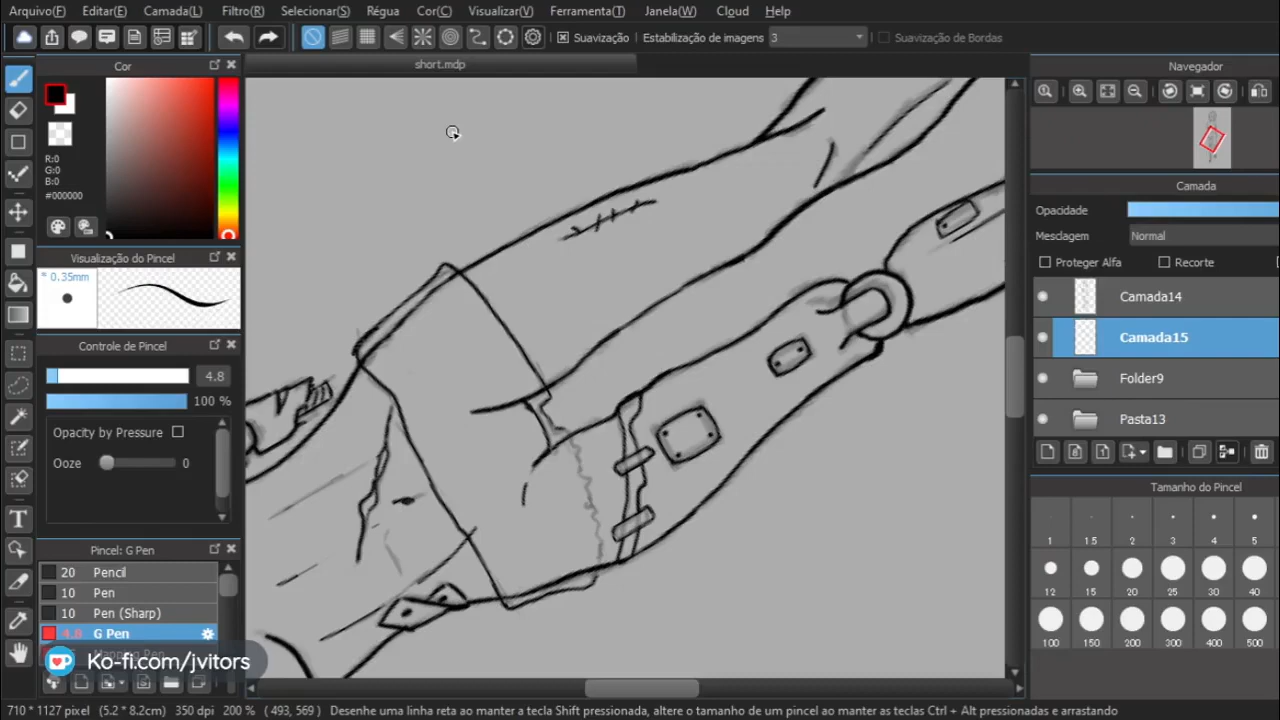 Arquivo(F) Editar(E) Camada(L) Filtro(R) Selecionar(S) Régua Cor(C) Visualizar(V) Ferramenta(T) Janela(W) Cloud Help
Suavização Estabilização de imagens 3 Suavização de Bordas
Cor short.mdp Navegador
R:0
G:0
B:0
#000000
Camada
Opacidade
Mesclagem Normal
Proteger Alfa Recorte
Visualização do Pincel
* 0.35mm
Camada14
Camada15
Folder9
Pasta13
Controle de Pincel
4.8
100 %
Opacity by Pressure
Ooze 0
Tamanho do Pincel
1 1.5 2 3 4 5
12 15 20 25 30 40
100 150 200 300 400 500
Pincel: G Pen
20 Pencil
10 Pen
10 Pen (Sharp)
4.8 G Pen
Mapping Pen
Ko-fi.com/jvitors
710 * 1127 pixel (5.2 * 8.2cm) 350 dpi 200 % ( 493, 569 ) Desenhe uma linha reta ao manter a tecla Shift pressionada, altere o tamanho de um pincel ao manter as teclas Ctrl + Alt pressionadas e arrastando